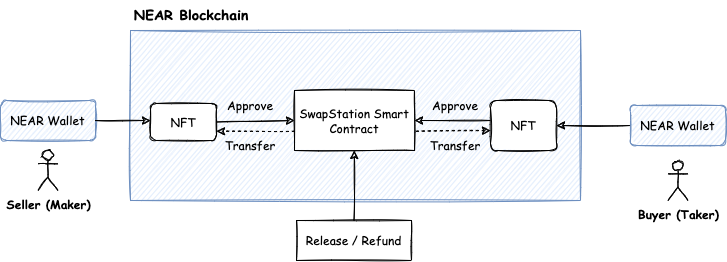 NEAR Blockchain
NEAR Wallet
Seller (Maker)
NFT
Approve
Transfer
SwapStation Smart
Contract
Approve
Transfer
NFT
NEAR Wallet
Buyer (Taker)
Release / Refund